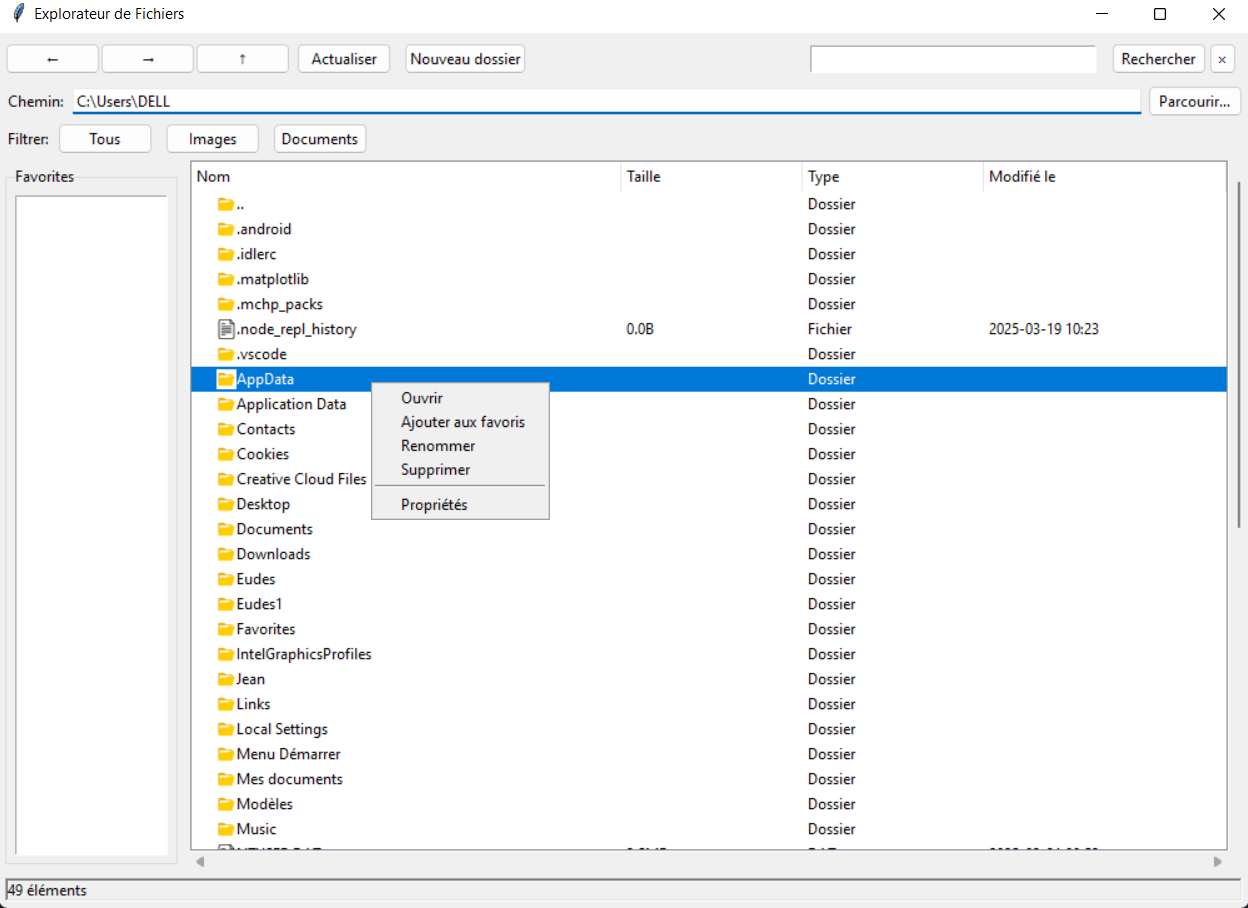 Explorateur de Fichiers
← → ↑ Actualiser Nouveau dossier Rechercher ×
Chemin: C:\Users\DELL Parcourir...
Filtrer: Tous Images Documents
Favorites
Nom Taille Type Modifié le
.. Dossier
.android Dossier
.idlerc Dossier
.matplotlib Dossier
.mchp_packs Dossier
.node_repl_history 0.0B Fichier 2025-03-19 10:23
.vscode Dossier
AppData Dossier
Application Data Dossier
Contacts Dossier
Cookies Dossier
Creative Cloud Files Dossier
Desktop Dossier
Documents Dossier
Downloads Dossier
Eudes Dossier
Eudes1 Dossier
Favorites Dossier
IntelGraphicsProfiles Dossier
Jean Dossier
Links Dossier
Local Settings Dossier
Menu Démarrer Dossier
Mes documents Dossier
Modèles Dossier
Music Dossier
Ouvrir
Ajouter aux favoris
Renommer
Supprimer
Propriétés
49 éléments